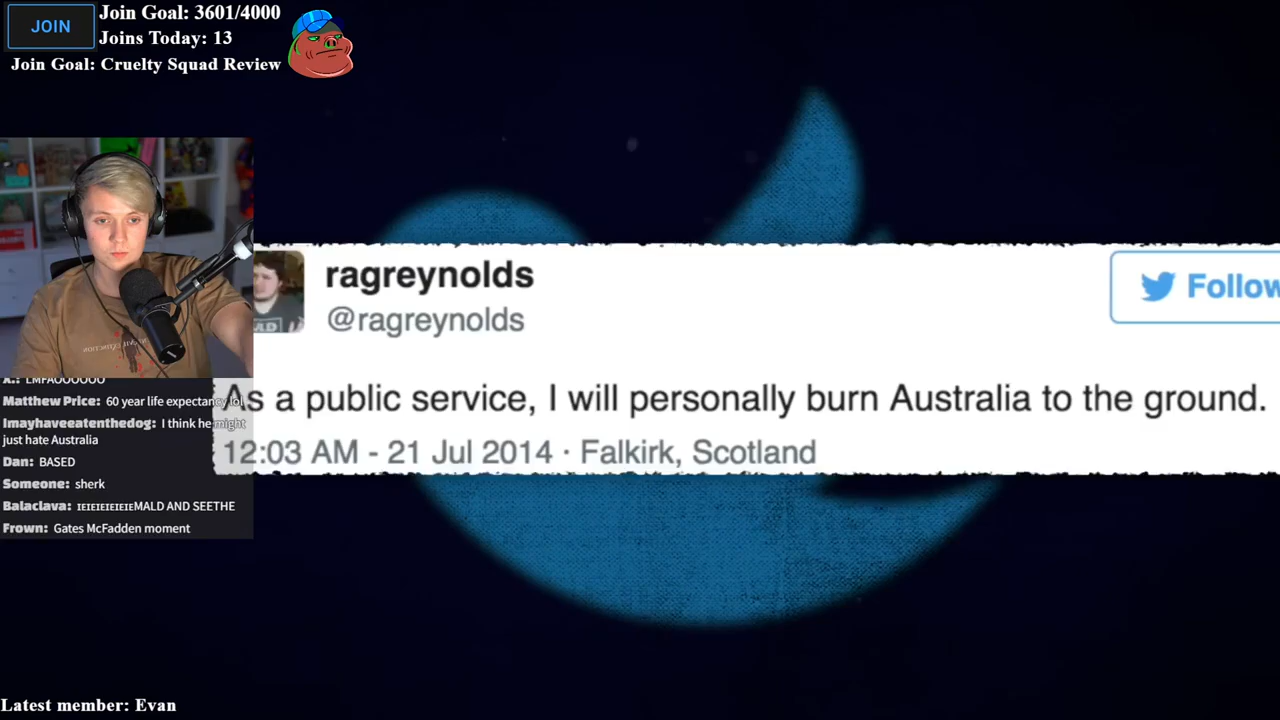 JOIN
Join Goal: 3601/4000
Joins Today: 13
Join Goal: Cruelty Squad Review
ragreynolds
@ragreynolds
Follow
As a public service, I will personally burn Australia to the ground.
12:03 AM - 21 Jul 2014 · Falkirk, Scotland
X.: LMFAOOOOOO
Matthew Price: 60 year life expectancy lol
Imayhaveeatenthedog: I think he might
just hate Australia
Dan: BASED
Someone: sherk
Balaclava: IEIEIEIEIEIEMALD AND SEETHE
Frown: Gates McFadden moment
Latest member: Evan